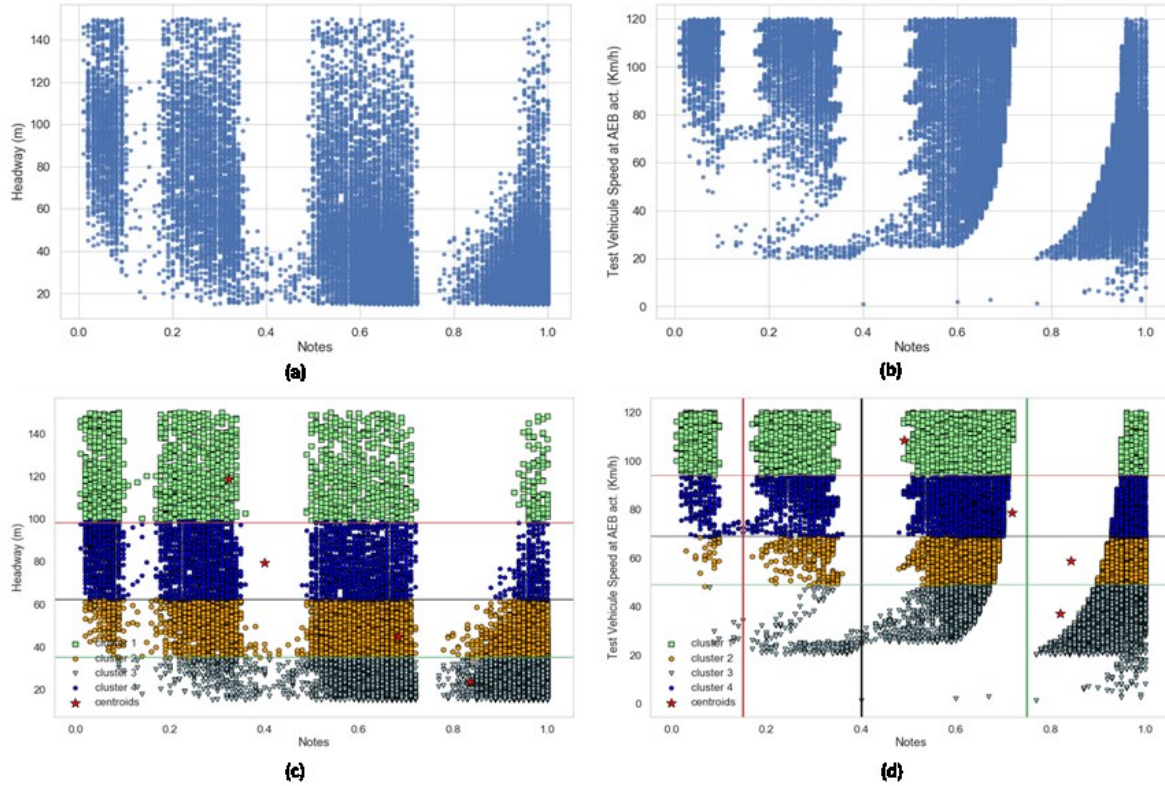 140
120
100
80
60
40
20
Headway (m)
0.0 0.2 0.4 0.6 0.8 1.0
Notes
(a)
120
100
80
60
40
20
0
Test Vehicule Speed at AEB act. (Km/h)
0.0 0.2 0.4 0.6 0.8 1.0
Notes
(b)
140
120
100
80
60
40
20
Headway (m)
cluster 1
cluster 2
cluster 3
cluster 4
centroids
0.0 0.2 0.4 0.6 0.8 1.0
Notes
(c)
120
100
80
60
40
20
0
Test Vehicule Speed at AEB act. (Km/h)
cluster 1
cluster 2
cluster 3
cluster 4
centroids
0.0 0.2 0.4 0.6 0.8 1.0
Notes
(d)